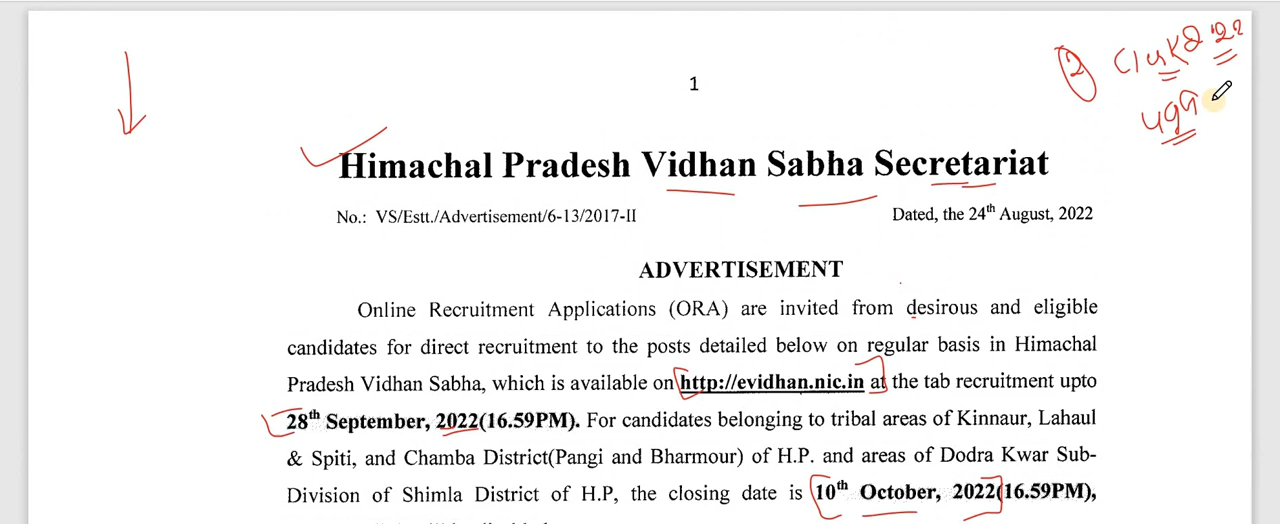 1
② Clerk '22
Himachal Pradesh Vidhan Sabha Secretariat
No.: VS/Estt./Advertisement/6-13/2017-II Dated, the 24th August, 2022
ADVERTISEMENT
Online Recruitment Applications (ORA) are invited from desirous and eligible
candidates for direct recruitment to the posts detailed below on regular basis in Himachal
Pradesh Vidhan Sabha, which is available on http://evidhan.nic.in at the tab recruitment upto
28th September, 2022(16.59PM). For candidates belonging to tribal areas of Kinnaur, Lahaul
& Spiti, and Chamba District(Pangi and Bharmour) of H.P. and areas of Dodra Kwar Sub-
Division of Shimla District of H.P, the closing date is 10th October, 2022(16.59PM),